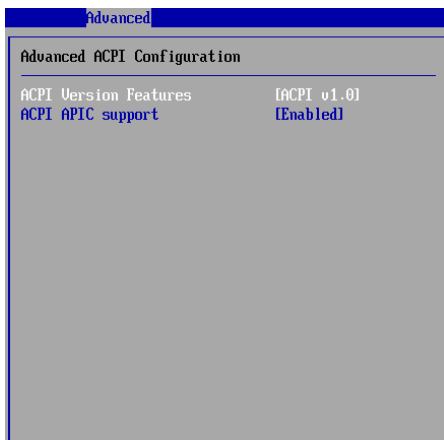 Advanced
Advanced ACPI Configuration
ACPI Version Features [ACPI v1.0]
ACPI APIC support [Enabled]